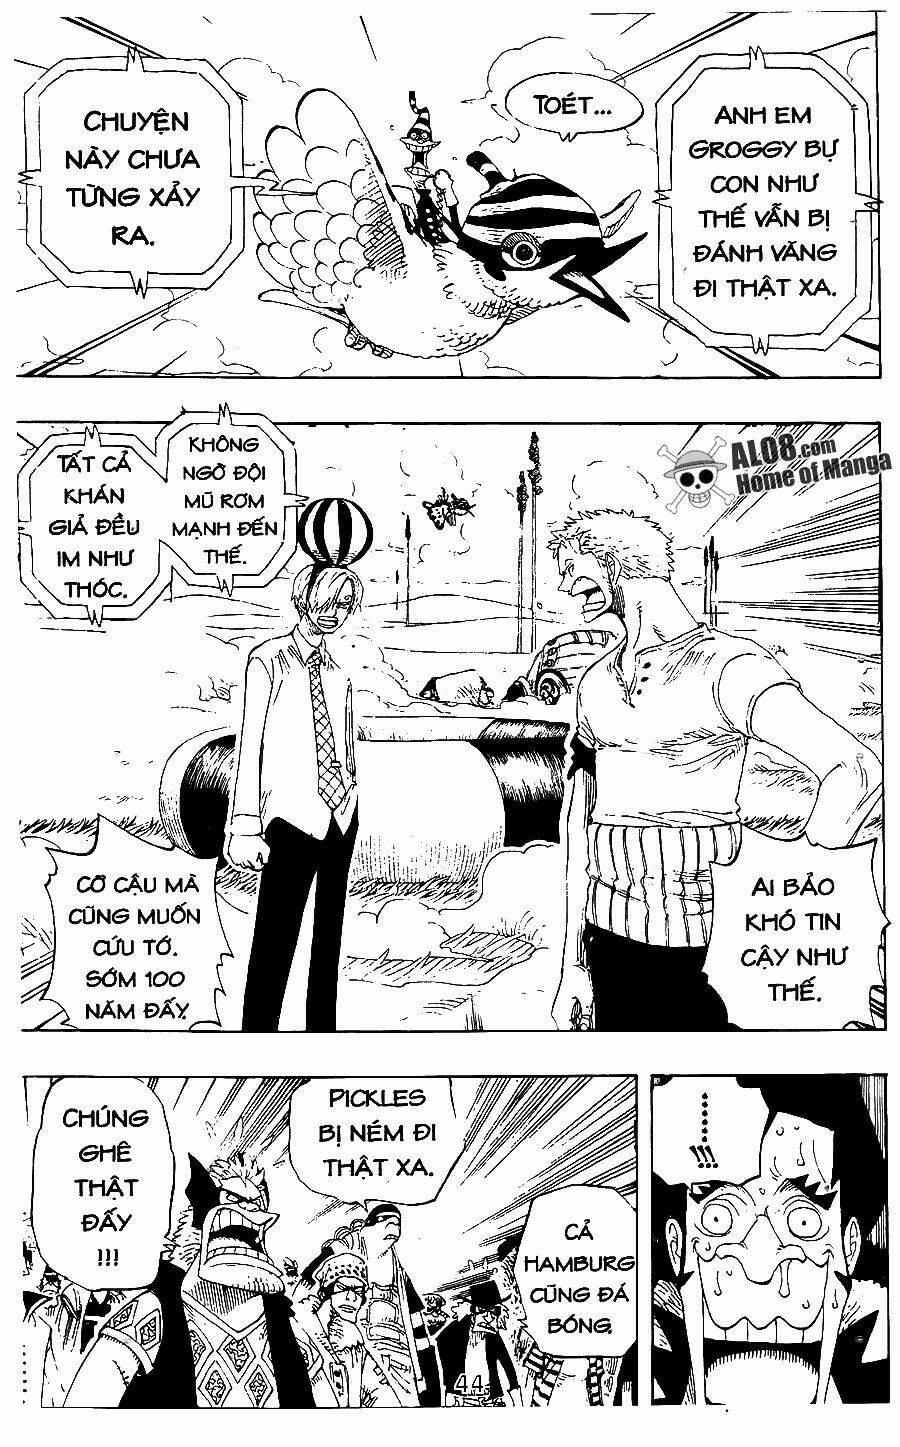 ANH EM
GROGGY BỰ
CON NHƯ
THẾ VẪN BỊ
ĐÁNH VĂNG
ĐI THẬT XA.
TOÉT...
CHUYỆN
NÀY CHƯA
TỪNG XẢY
RA.
AL08.com
Home of Manga
KHÔNG
NGỜ ĐỘI
MŨ RƠM
MẠNH ĐẾN
THẾ.
TẤT CẢ
KHÁN
GIẢ ĐỀU
IM NHƯ
THÓC.
AI BẢO
KHÓ TIN
CẬY NHƯ
THẾ.
CỠ CẬU MÀ
CŨNG MUỐN
CỨU TỚ.
SỚM 100
NĂM ĐẤY.
......!!!
CẢ
HAMBURG
CŨNG ĐÁ
BÓNG.
PICKLES
BỊ NÉM ĐI
THẬT XA.
CHÚNG
GHÊ
THẬT
ĐẤY
!!!
44